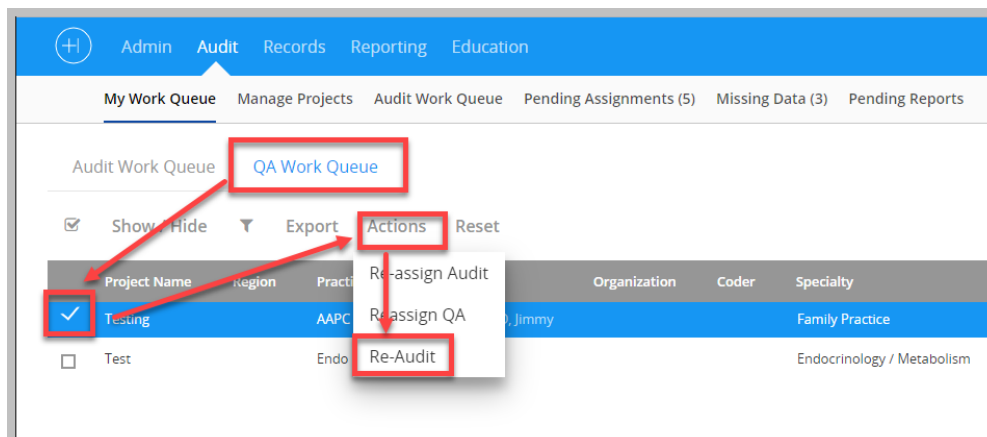 Admin Audit Records Reporting Education
My Work Queue Manage Projects Audit Work Queue Pending Assignments (5) Missing Data (3) Pending Reports
Audit Work Queue QA Work Queue
Show / Hide Export Actions Reset
Project Name Region Practi Organization Coder Specialty
Re-assign Audit
Testing AAPC , Jimmy Family Practice
Reassign QA
Test Endo Endocrinology / Metabolism
Re-Audit